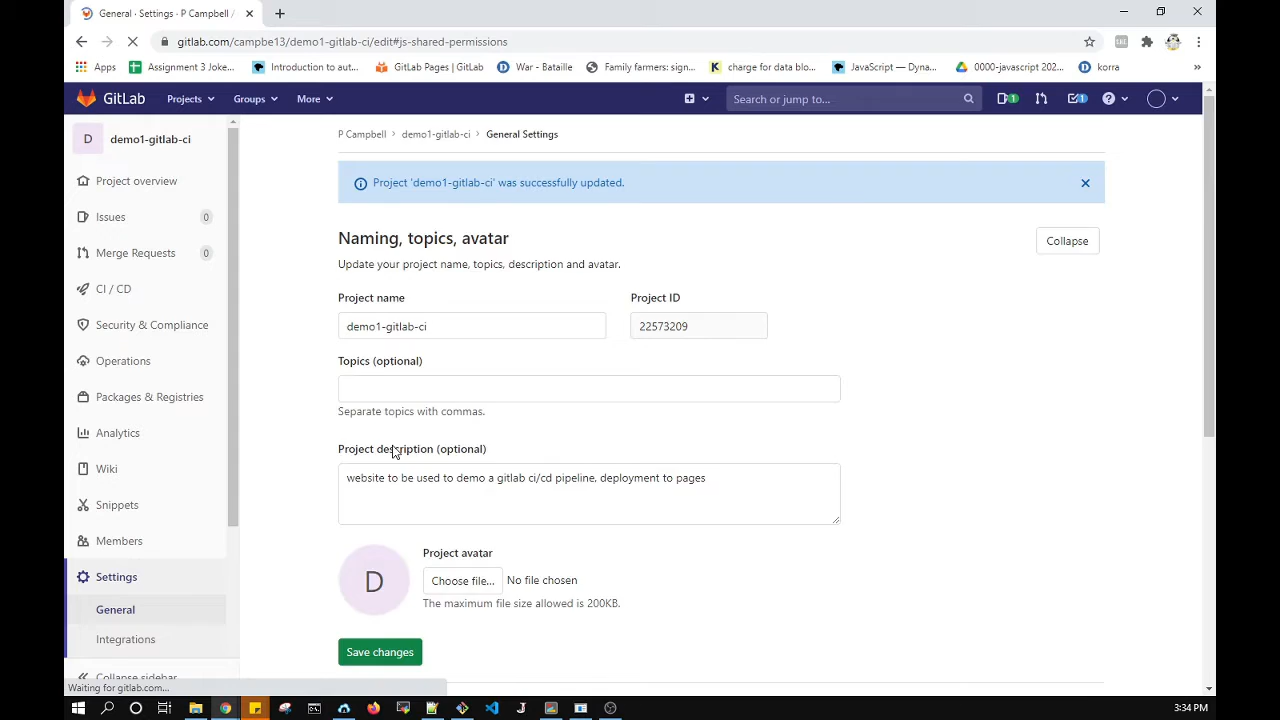 General · Settings · P Campbell /
gitlab.com/campbe13/demo1-gitlab-ci/edit#js-shared-permissions
Apps
Assignment 3 Joke...
Introduction to aut...
GitLab Pages | GitLab
War - Bataille
Family farmers: sign...
charge for data blo...
JavaScript — Dyna...
0000-javascript 202...
korra
»
GitLab
Projects
Groups
More
Search or jump to...
1
1
D
demo1-gitlab-ci
Project overview
Issues
0
Merge Requests
0
CI / CD
Security & Compliance
Operations
Packages & Registries
Analytics
Wiki
Snippets
Members
Settings
General
Integrations
Collapse sidebar
P Campbell > demo1-gitlab-ci > General Settings
Project 'demo1-gitlab-ci' was successfully updated.
Naming, topics, avatar
Collapse
Update your project name, topics, description and avatar.
Project name
Project ID
demo1-gitlab-ci
22573209
Topics (optional)
Separate topics with commas.
Project description (optional)
website to be used to demo a gitlab ci/cd pipeline, deployment to pages
D
Project avatar
Choose file...
No file chosen
The maximum file size allowed is 200KB.
Save changes
Waiting for gitlab.com...
3:34 PM